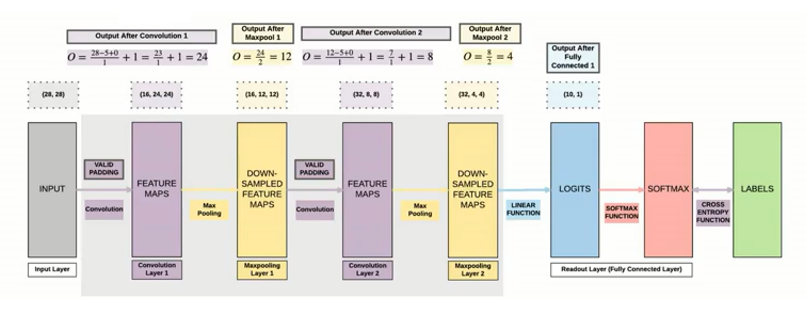 Output After Convolution 1
Output After
Maxpool 1
Output After Convolution 2
Output After
Maxpool 2
O = \frac{28-5+0}{1} + 1 = \frac{23}{1} + 1 = 24
O = \frac{24}{2} = 12
O = \frac{12-5+0}{1} + 1 = \frac{7}{1} + 1 = 8
O = \frac{8}{2} = 4
Output After
Fully
Connected 1
(28, 28)
(16, 24, 24)
(16, 12, 12)
(32, 8, 8)
(32, 4, 4)
(10, 1)
INPUT
VALID
PADDING
Convolution
FEATURE
MAPS
Max
Pooling
DOWN-
SAMPLED
FEATURE
MAPS
VALID
PADDING
Convolution
FEATURE
MAPS
Max
Pooling
DOWN-
SAMPLED
FEATURE
MAPS
LINEAR
FUNCTION
LOGITS
SOFTMAX
FUNCTION
SOFTMAX
CROSS
ENTROPY
FUNCTION
LABELS
Input Layer
Convolution
Layer 1
Maxpooling
Layer 1
Convolution
Layer 2
Maxpooling
Layer 2
Readout Layer (Fully Connected Layer)